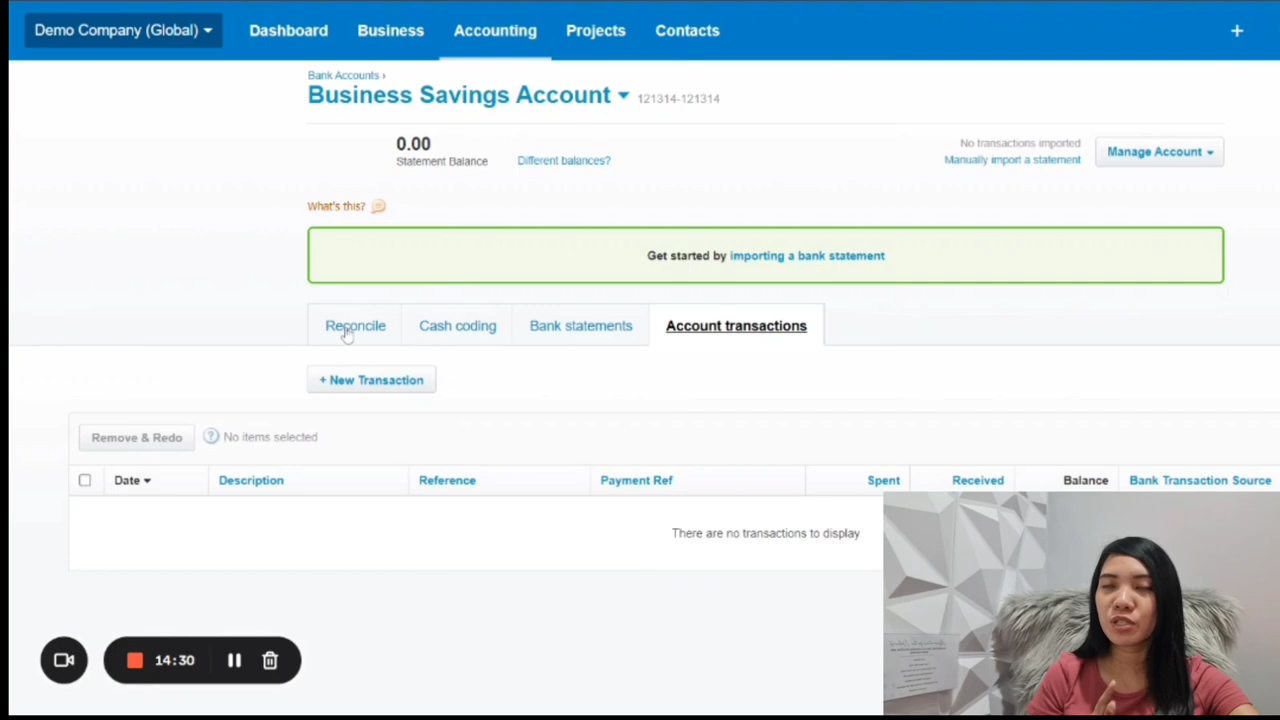 Demo Company (Global) Dashboard Business Accounting Projects Contacts +
Bank Accounts ›
Business Savings Account 121314-121314
0.00
Statement Balance
Different balances?
No transactions imported
Manually import a statement
Manage Account
What's this?
Get started by importing a bank statement
Reconcile Cash coding Bank statements Account transactions
+ New Transaction
Remove & Redo ? No items selected
Date Description Reference Payment Ref Spent Received Balance Bank Transaction Source
There are no transactions to display
14:30